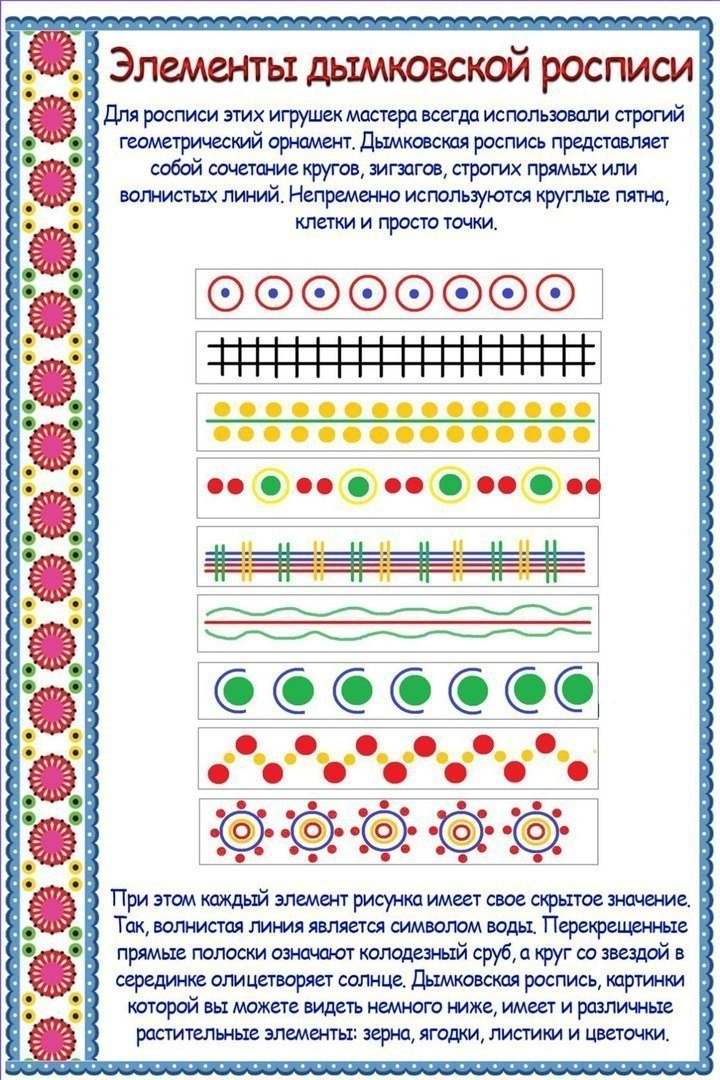 Элементы дымковской росписи
Для росписи этих игрушек мастера всегда использовали строгий
геометрический орнамент. Дымковская роспись представляет
собой сочетание кругов, зигзагов, строгих прямых или
волнистых линий. Непременно используются круглые пятна,
клетки и просто точки.
При этом каждый элемент рисунка имеет свое скрытое значение.
Так, волнистая линия является символом воды. Перекрещенные
прямые полоски означают колодезный сруб, а круг со звездой в
серединке олицетворяет солнце. Дымковская роспись, картинки
которой вы можете видеть немного ниже, имеет и различные
растительные элементы: зерна, ягодки, листики и цветочки.